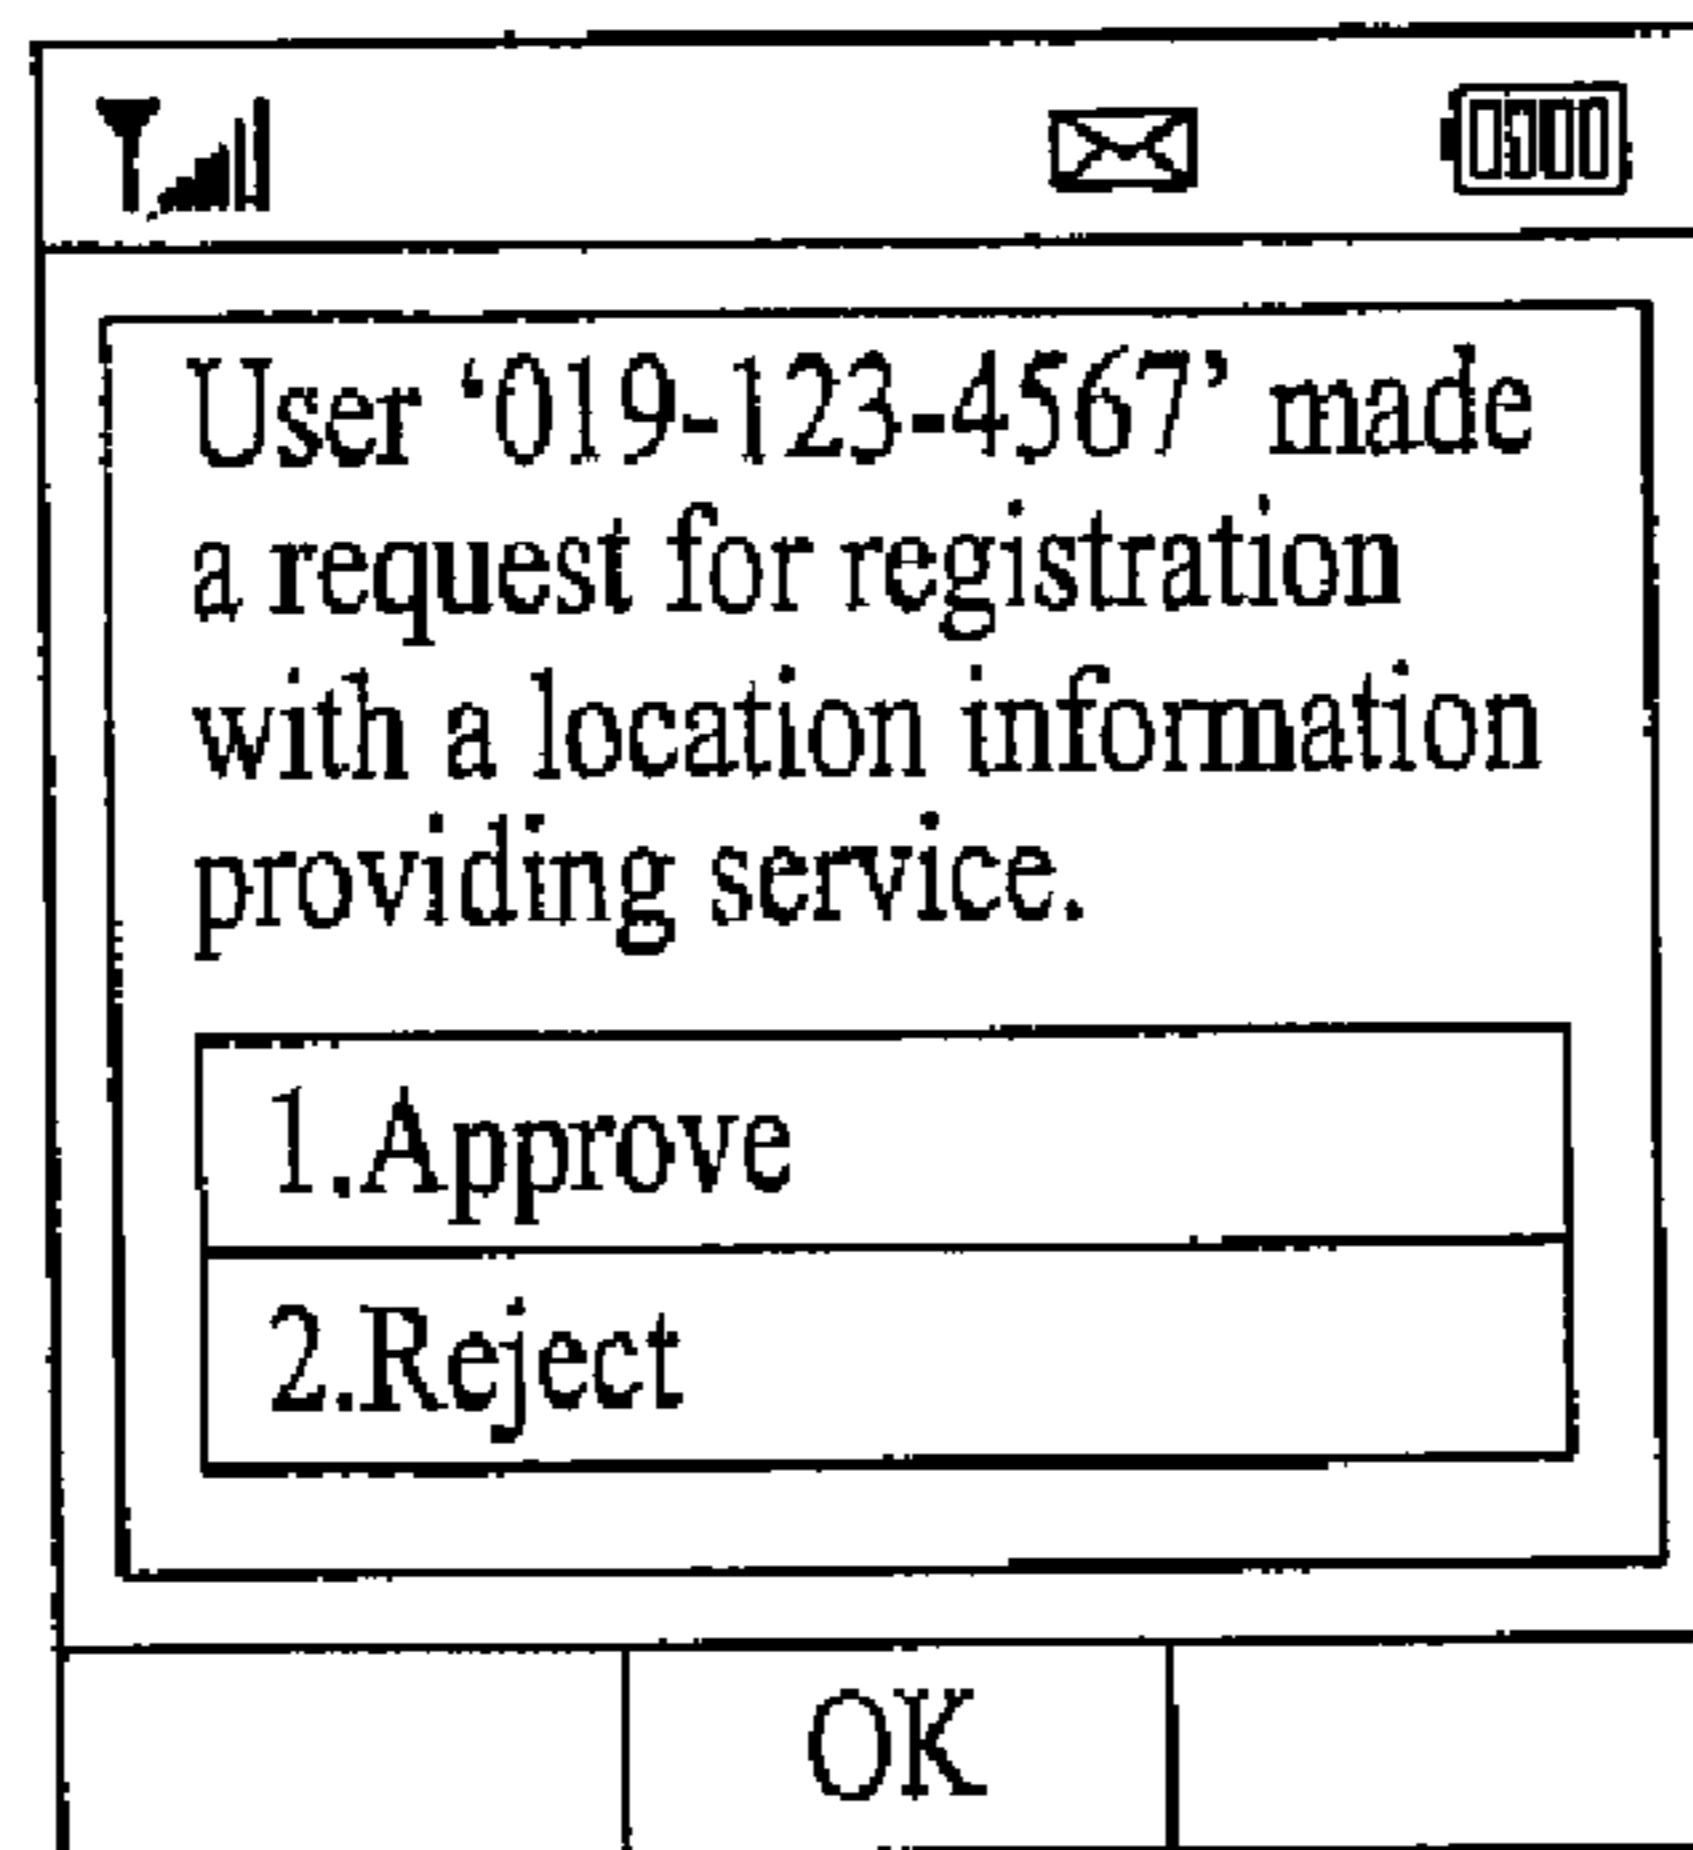 User ‘019-123-4567’ made
a request for registration
with a location information
providing service.
1.Approve
2.Reject
OK